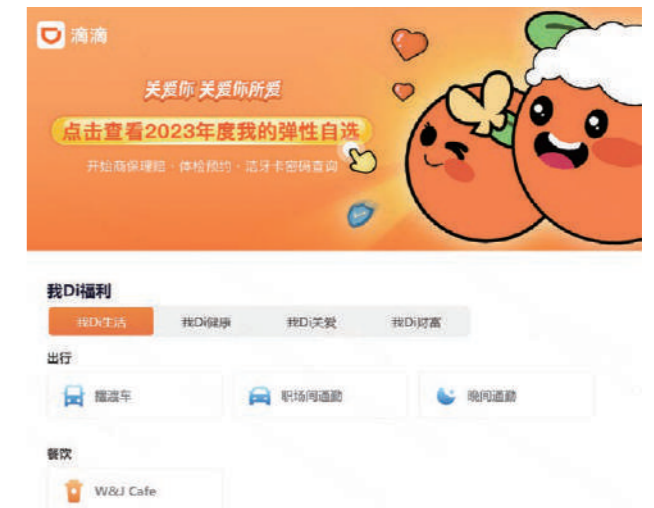 滴滴
关爱你 关爱你所爱
点击查看2023年度我的弹性自选
开始商保理赔·体检预约·洁牙卡密码查询
我Di福利
我Di生活 我Di健康 我Di关爱 我Di财富
出行
摆渡车 职场间通勤 晚间通勤
餐饮
W&J Cafe